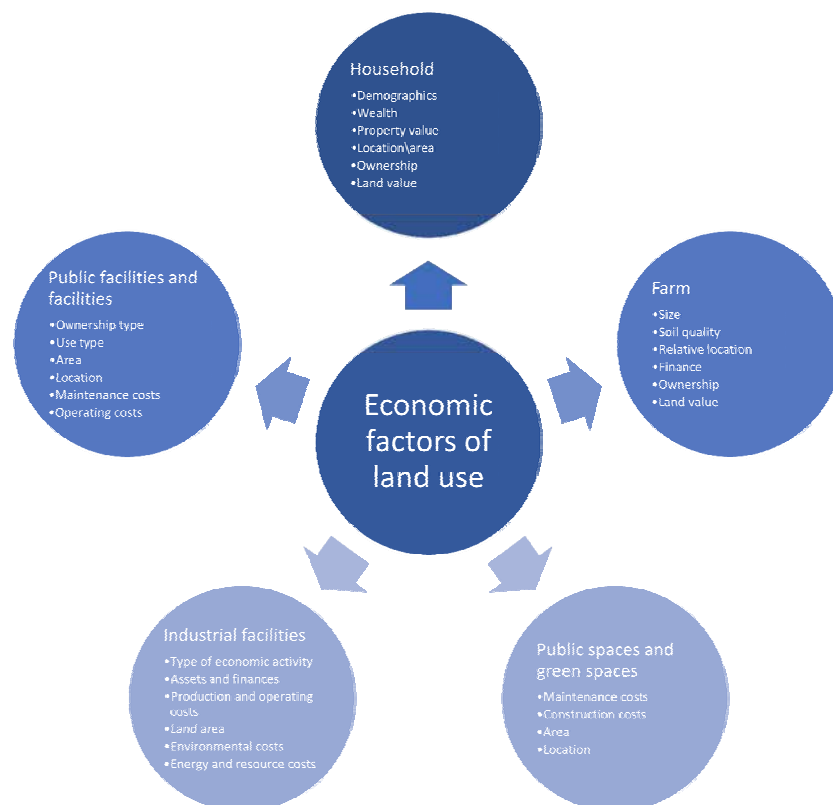 Household
•Demographics
•Wealth
•Property value
•Location\area
•Ownership
•Land value
Public facilities and
facilities
•Ownership type
•Use type
•Area
•Location
•Maintenance costs
•Operating costs
Farm
•Size
•Soil quality
•Relative location
•Finance
•Ownership
•Land value
Economic
factors of
land use
Industrial facilities
•Type of economic activity
•Assets and finances
•Production and operating
costs
•Land area
•Environmental costs
•Energy and resource costs
Public spaces and
green spaces
•Maintenance costs
•Construction costs
•Area
•Location